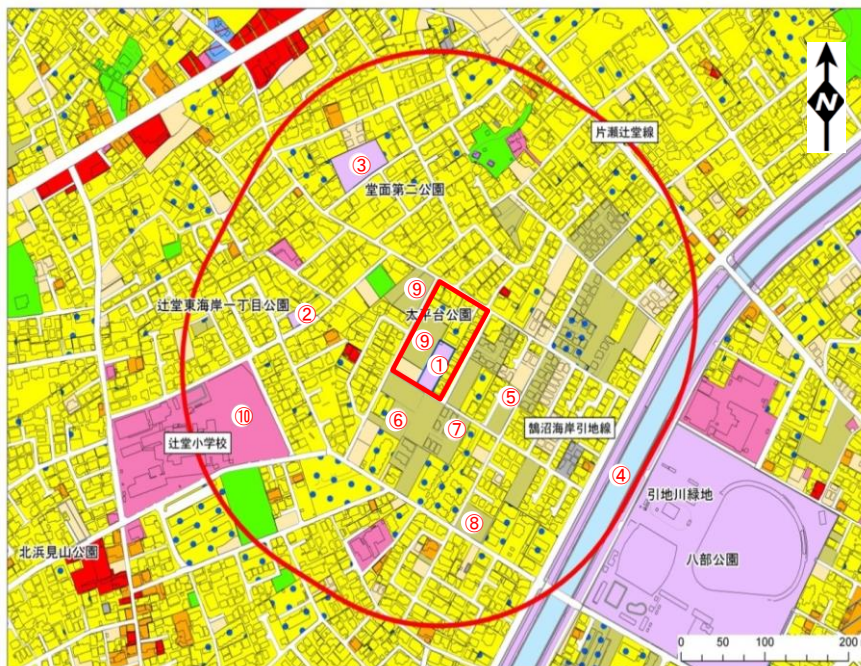 N
片瀬辻堂線
③
堂面第二公園
⑨
辻堂東海岸一丁目公園
②
太平台公園
⑨
①
⑤
⑥
⑦
⑩
辻堂小学校
鵠沼海岸引地線
④
引地川緑地
⑧
北浜見山公園
八部公園
0 50 100 200